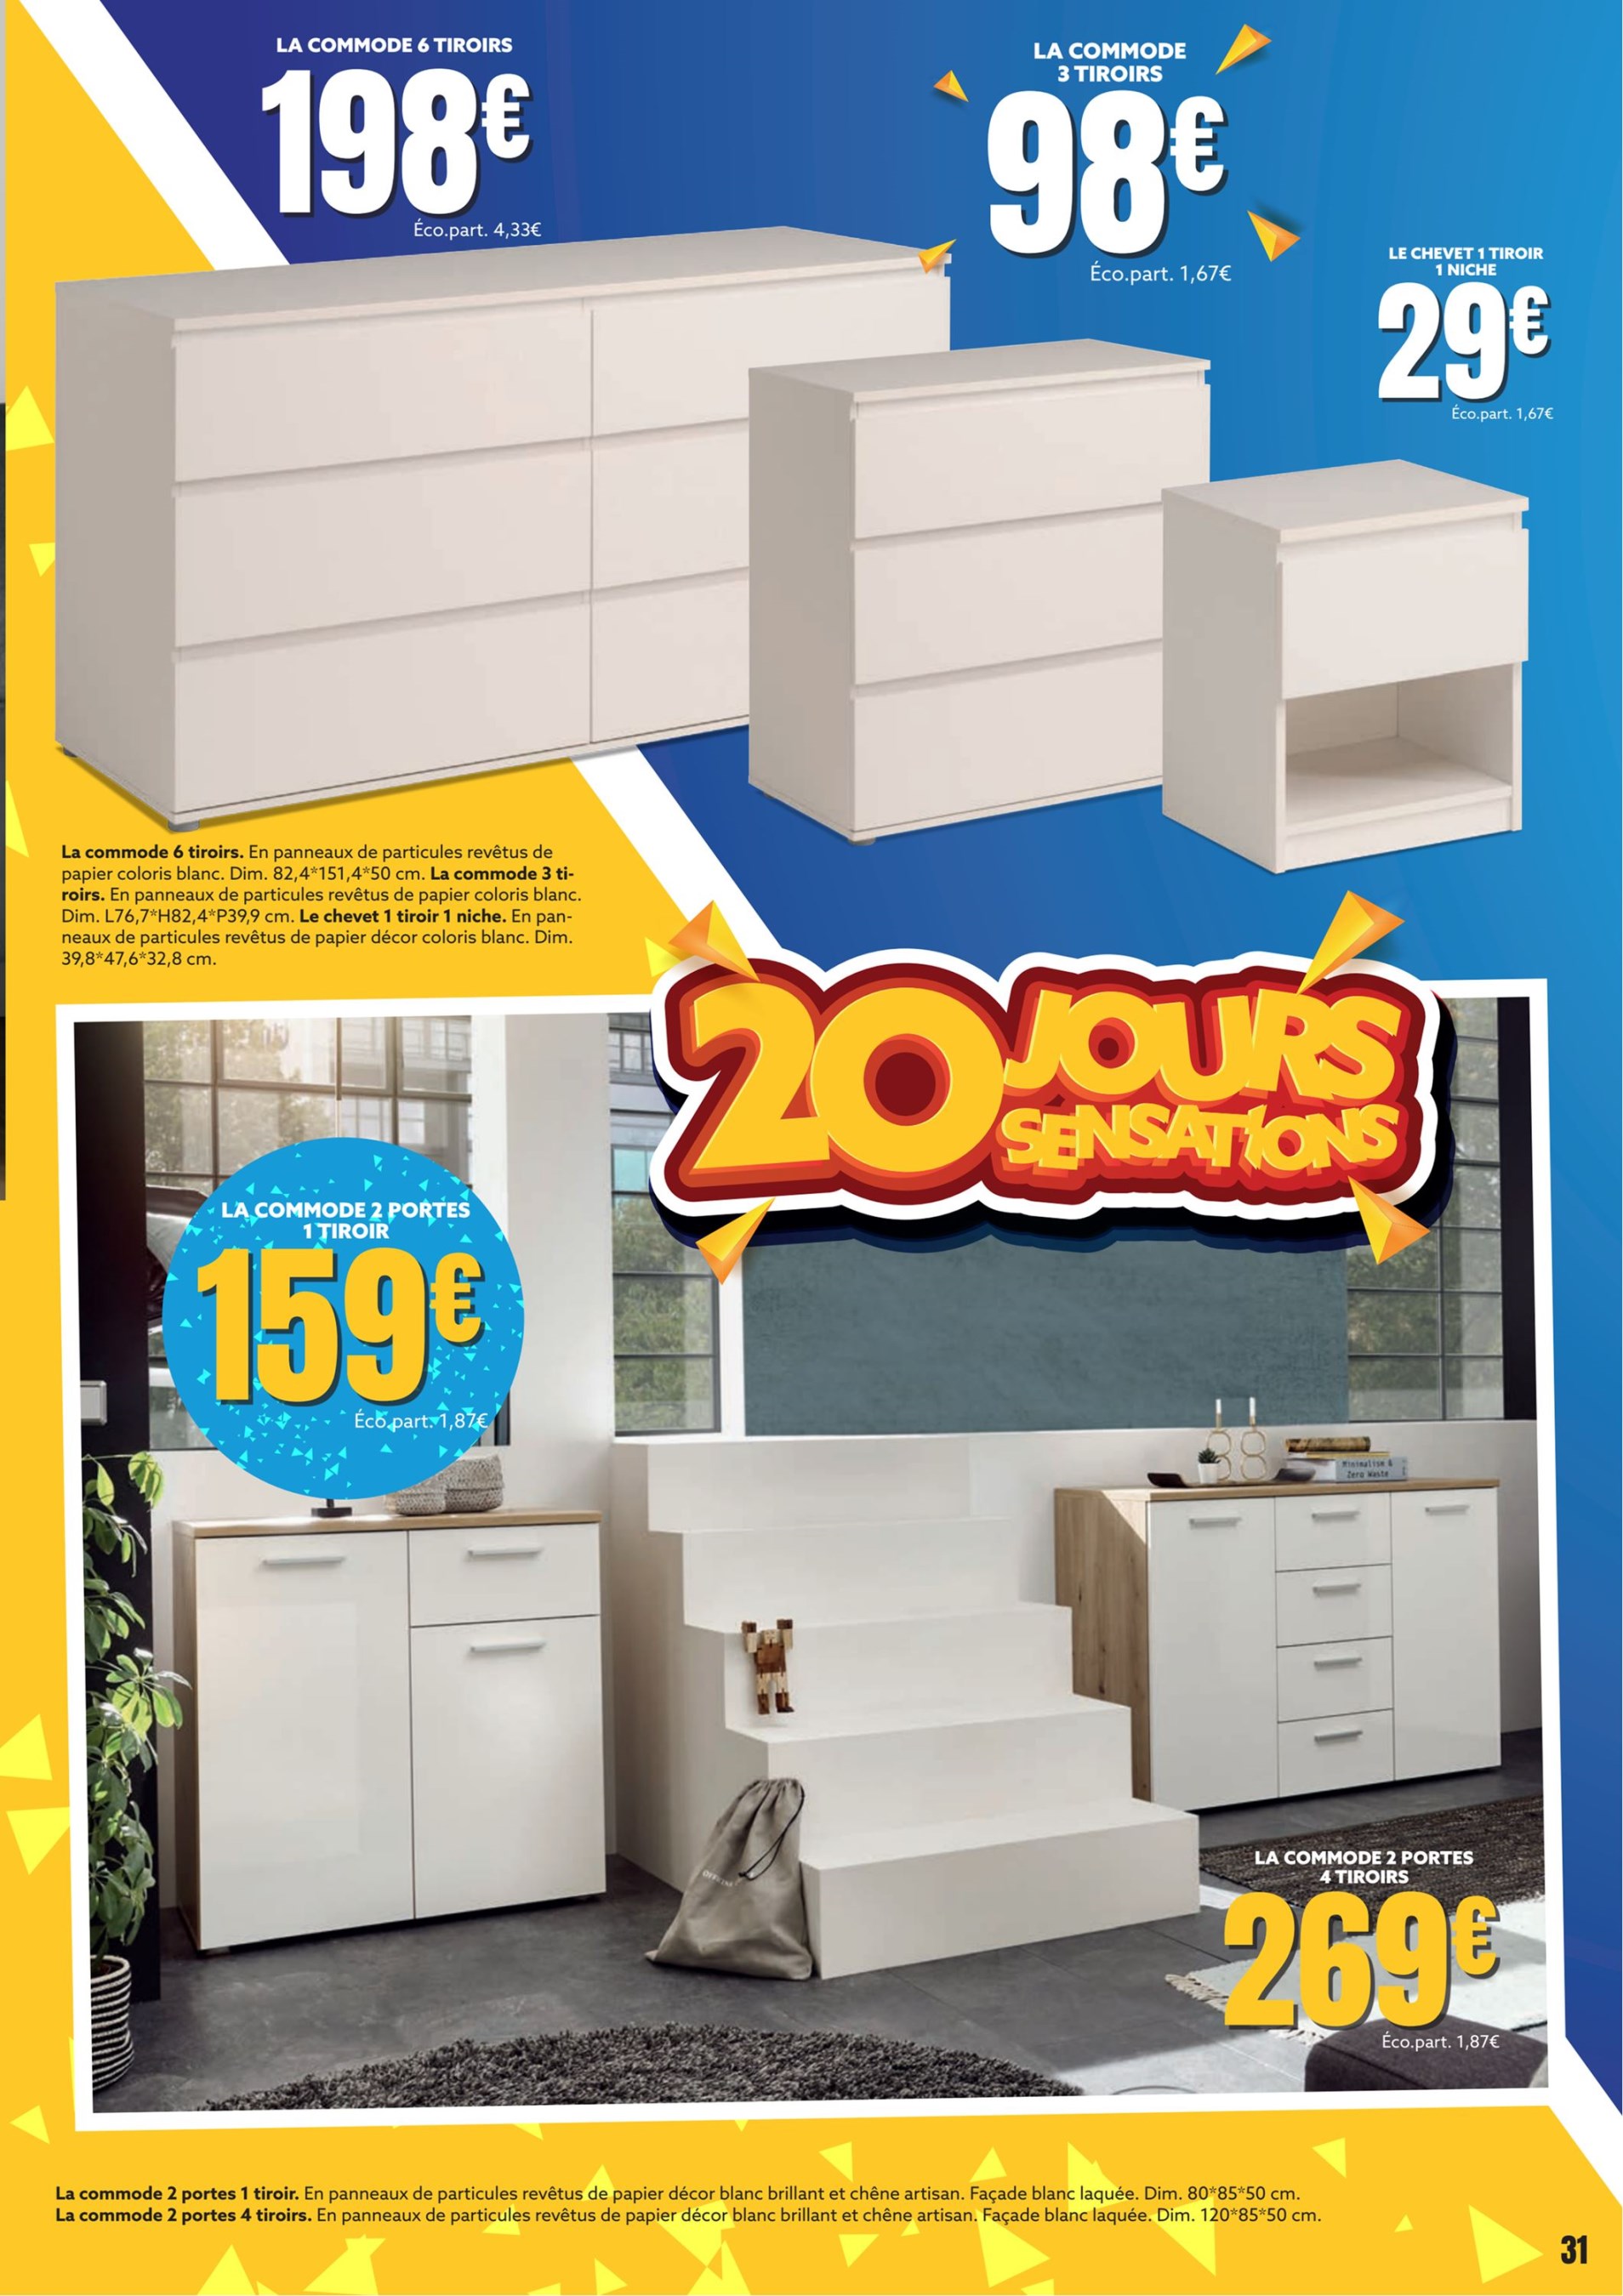 LA COMMODE 6 TIROIRS
198€
Éco.part. 4,33€
LA COMMODE
3 TIROIRS
98€
Éco.part. 1,67€
LE CHEVET 1 TIROIR
1 NICHE
29€
Éco.part. 1,67€
La commode 6 tiroirs. En panneaux de particules revêtus de
papier coloris blanc. Dim. 82,4*151,4*50 cm. La commode 3 ti-
roirs. En panneaux de particules revêtus de papier coloris blanc.
Dim. L76,7*H82,4*P39,9 cm. Le chevet 1 tiroir 1 niche. En pan-
neaux de particules revêtus de papier décor coloris blanc. Dim.
39,8*47,6*32,8 cm.
20 JOURS
SENSATIONS
LA COMMODE 2 PORTES
1 TIROIR
159€
Éco.part. 1,87€
Minimalism &
Zero Waste
LA COMMODE 2 PORTES
4 TIROIRS
269€
Éco.part. 1,87€
La commode 2 portes 1 tiroir. En panneaux de particules revêtus de papier décor blanc brillant et chêne artisan. Façade blanc laquée. Dim. 80*85*50 cm.
La commode 2 portes 4 tiroirs. En panneaux de particules revêtus de papier décor blanc brillant et chêne artisan. Façade blanc laquée. Dim. 120*85*50 cm.
31